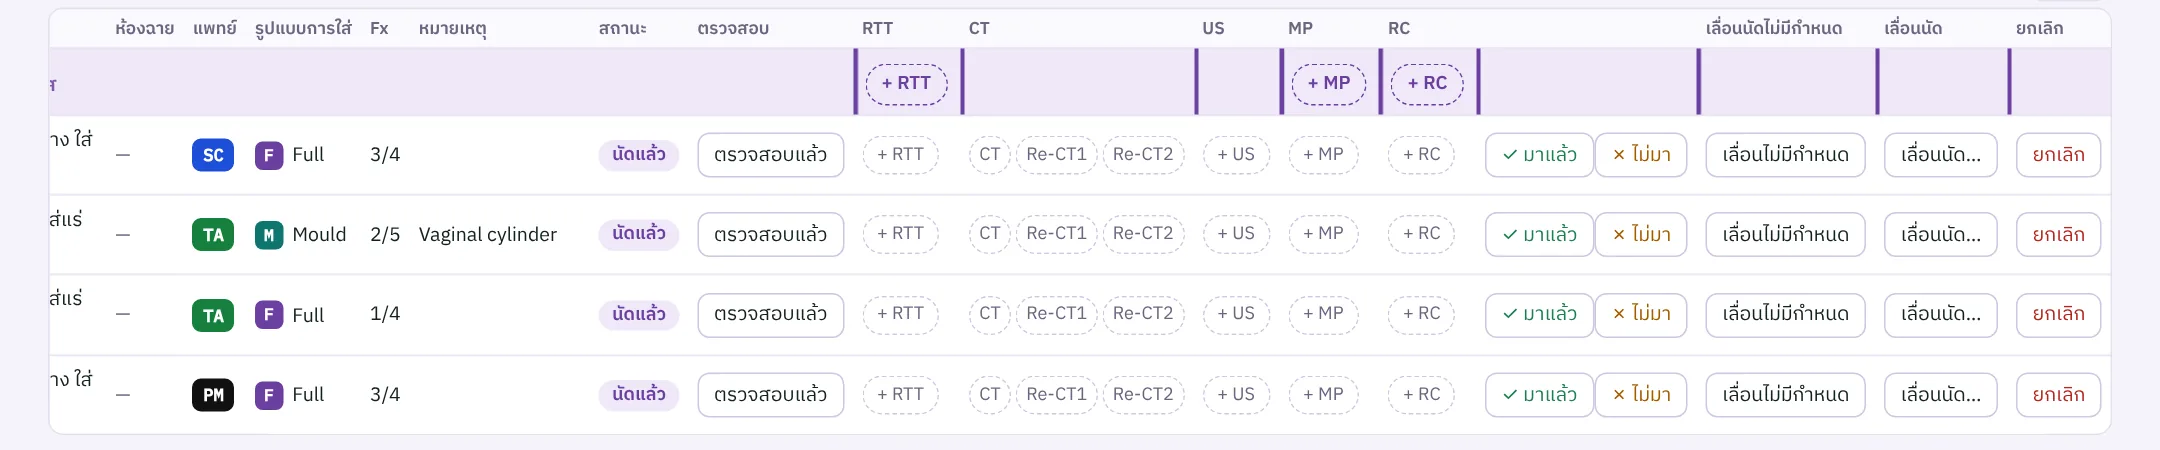 ห้องฉาย แพทย์ รูปแบบการใส่ Fx หมายเหตุ สถานะ ตรวจสอบ RTT CT US MP RC เลื่อนนัดไม่มีกำหนด เลื่อนนัด ยกเลิก
+ RTT + MP + RC
าง ใส่ — SC F Full 3/4 นัดแล้ว ตรวจสอบแล้ว + RTT CT Re-CT1 Re-CT2 + US + MP + RC ✓ มาแล้ว × ไม่มา เลื่อนไม่มีกำหนด เลื่อนนัด... ยกเลิก
ส่แร่ — TA M Mould 2/5 Vaginal cylinder นัดแล้ว ตรวจสอบแล้ว + RTT CT Re-CT1 Re-CT2 + US + MP + RC ✓ มาแล้ว × ไม่มา เลื่อนไม่มีกำหนด เลื่อนนัด... ยกเลิก
ส่แร่ — TA F Full 1/4 นัดแล้ว ตรวจสอบแล้ว + RTT CT Re-CT1 Re-CT2 + US + MP + RC ✓ มาแล้ว × ไม่มา เลื่อนไม่มีกำหนด เลื่อนนัด... ยกเลิก
าง ใส่ — PM F Full 3/4 นัดแล้ว ตรวจสอบแล้ว + RTT CT Re-CT1 Re-CT2 + US + MP + RC ✓ มาแล้ว × ไม่มา เลื่อนไม่มีกำหนด เลื่อนนัด... ยกเลิก